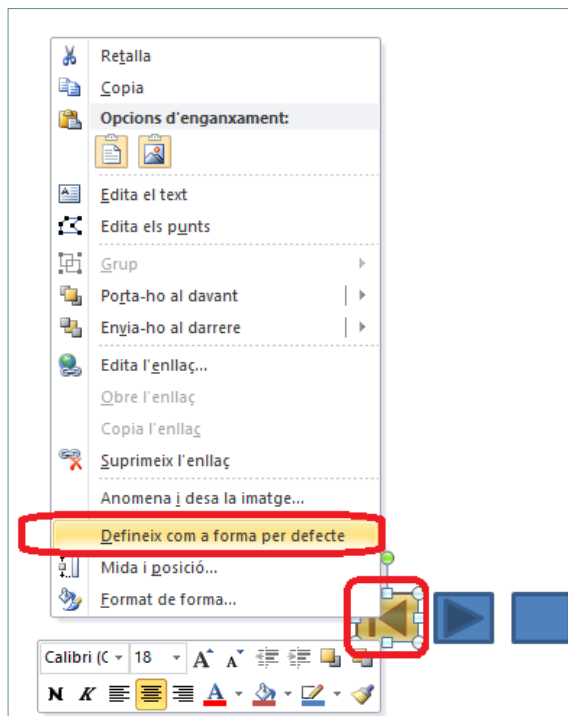 Retalla
Copia
Opcions d'enganxament:
Edita el text
Edita els punts
Grup
Porta-ho al davant
Envia-ho al darrere
Edita l'enllaç...
Obre l'enllaç
Copia l'enllaç
Suprimeix l'enllaç
Anomena i desa la imatge...
Defineix com a forma per defecte
Mida i posició...
Format de forma...
Calibri (C 18 A A
N K A